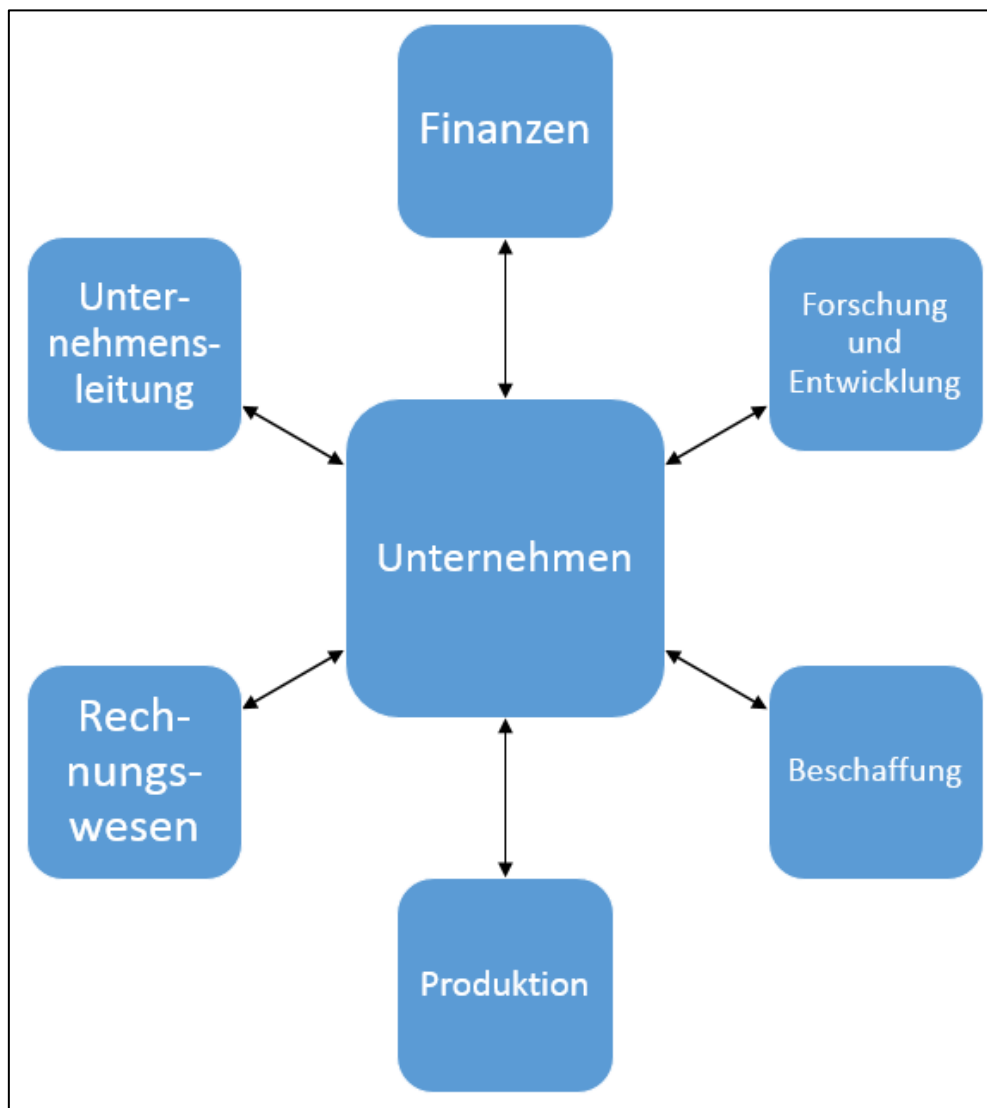 Finanzen
Unter-
nehmens-
leitung
Forschung
und
Entwicklung
Unternehmen
Rech-
nungs-
wesen
Beschaffung
Produktion